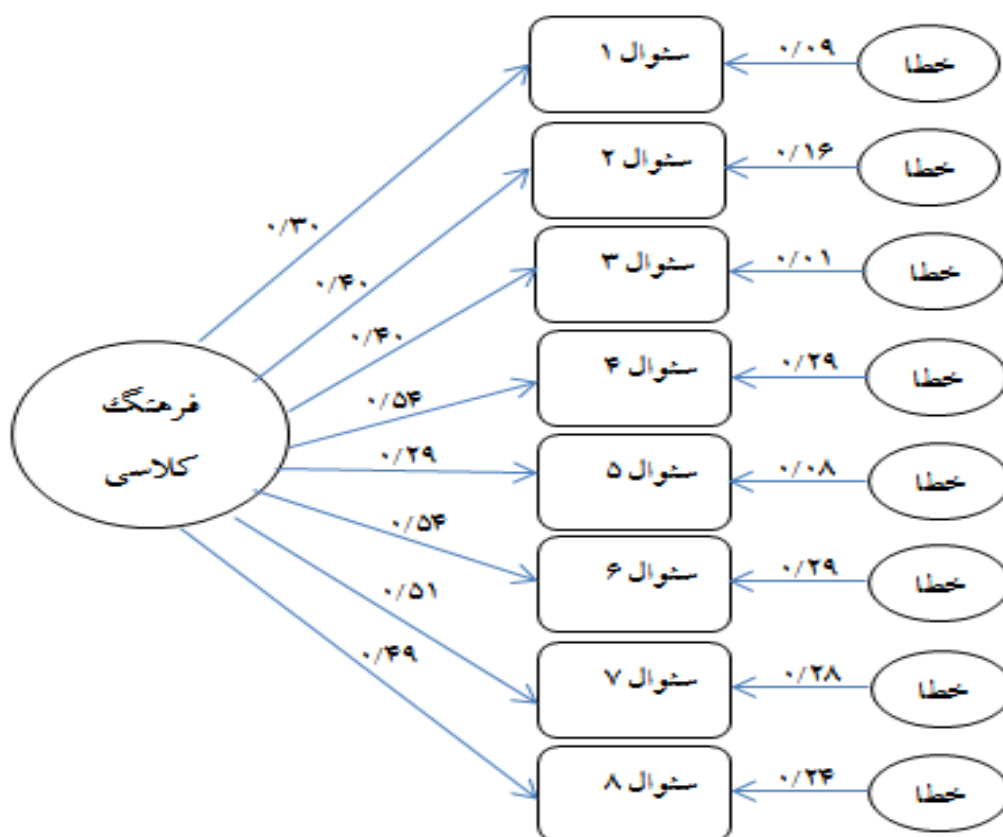 سئوال ۱
۰/۰۹
خطا
سئوال ۲
۰/۱۶
خطا
۰/۳۰
سئوال ۳
۰/۰۱
خطا
۰/۴۰
۰/۴۰
سئوال ۴
۰/۲۹
خطا
۰/۵۴
فرهنگ
کلاسی
۰/۲۹
سئوال ۵
۰/۰۸
خطا
۰/۵۴
سئوال ۶
۰/۲۹
خطا
۰/۵۱
۰/۴۹
سئوال ۷
۰/۲۸
خطا
سئوال ۸
۰/۲۴
خطا